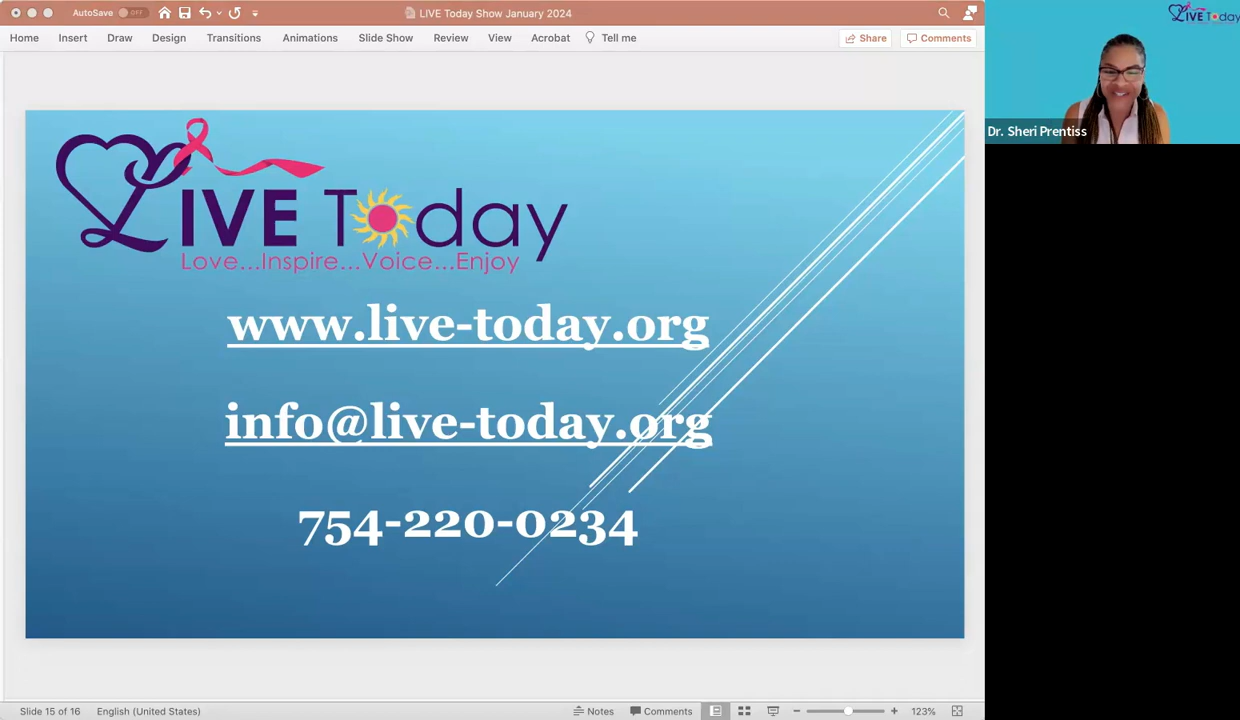 AutoSave OFF
LIVE Today Show January 2024
Home Insert Draw Design Transitions Animations Slide Show Review View Acrobat Tell me
Share Comments
LIVE Today
Dr. Sheri Prentiss
LIVE Today
Love...Inspire...Voice...Enjoy
www.live-today.org
info@live-today.org
754-220-0234
Slide 15 of 16 English (United States)
Notes Comments 123%